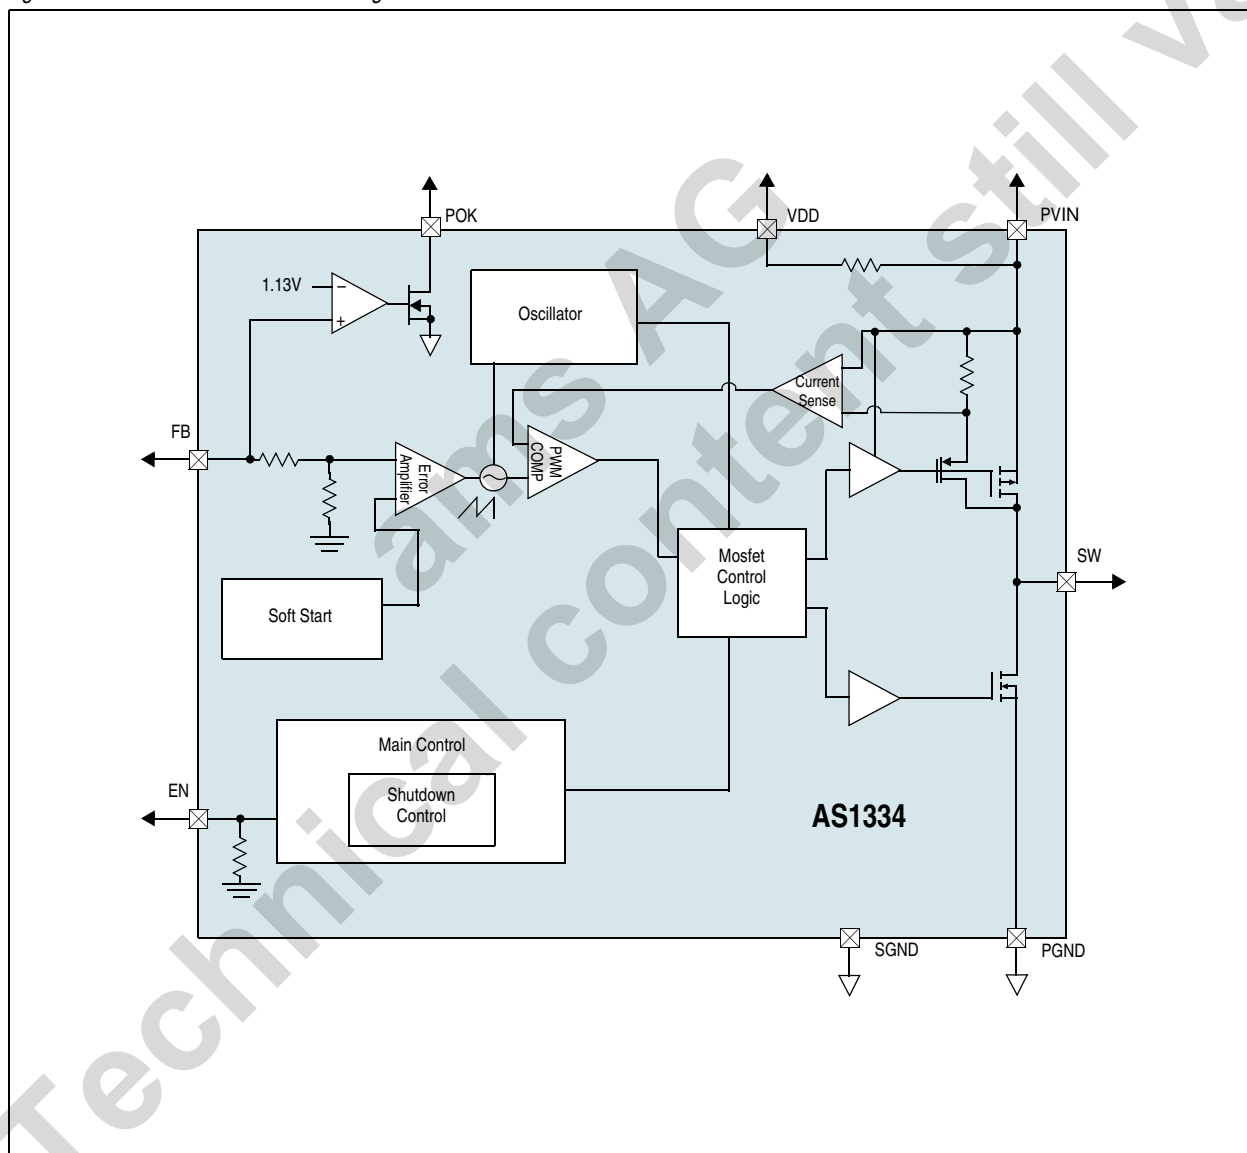 POK
VDD
PVIN
1.13V
−
+
Oscillator
Current
Sense
FB
Error
Amplifier
PWM
COMP
Mosfet
Control
Logic
SW
Soft Start
Main Control
Shutdown
Control
EN
AS1334
SGND
PGND
ams AG
Technical content still va